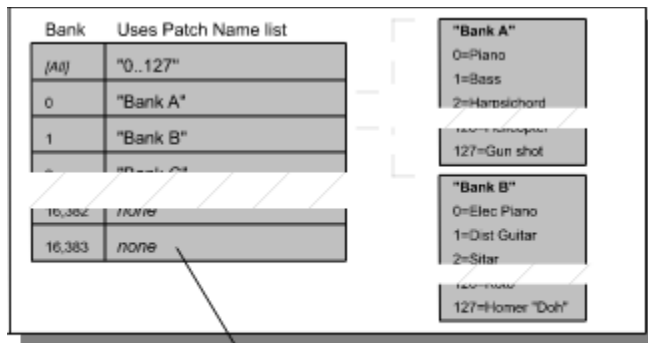 Bank Uses Patch Name list
[All] "0..127"
0 "Bank A"
1 "Bank B"
"Bank C"
16,382 none
16,383 none
"Bank A"
0=Piano
1=Bass
2=Harpsichord
127=Gun shot
"Bank B"
0=Elec Piano
1=Dist Guitar
2=Sitar
127=Homer "Doh"